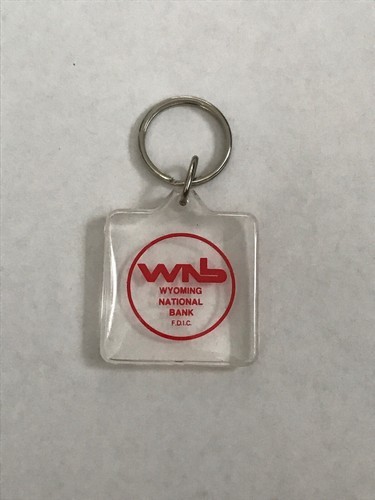 WNb
WYOMING
NATIONAL
BANK
F.D.I.C.